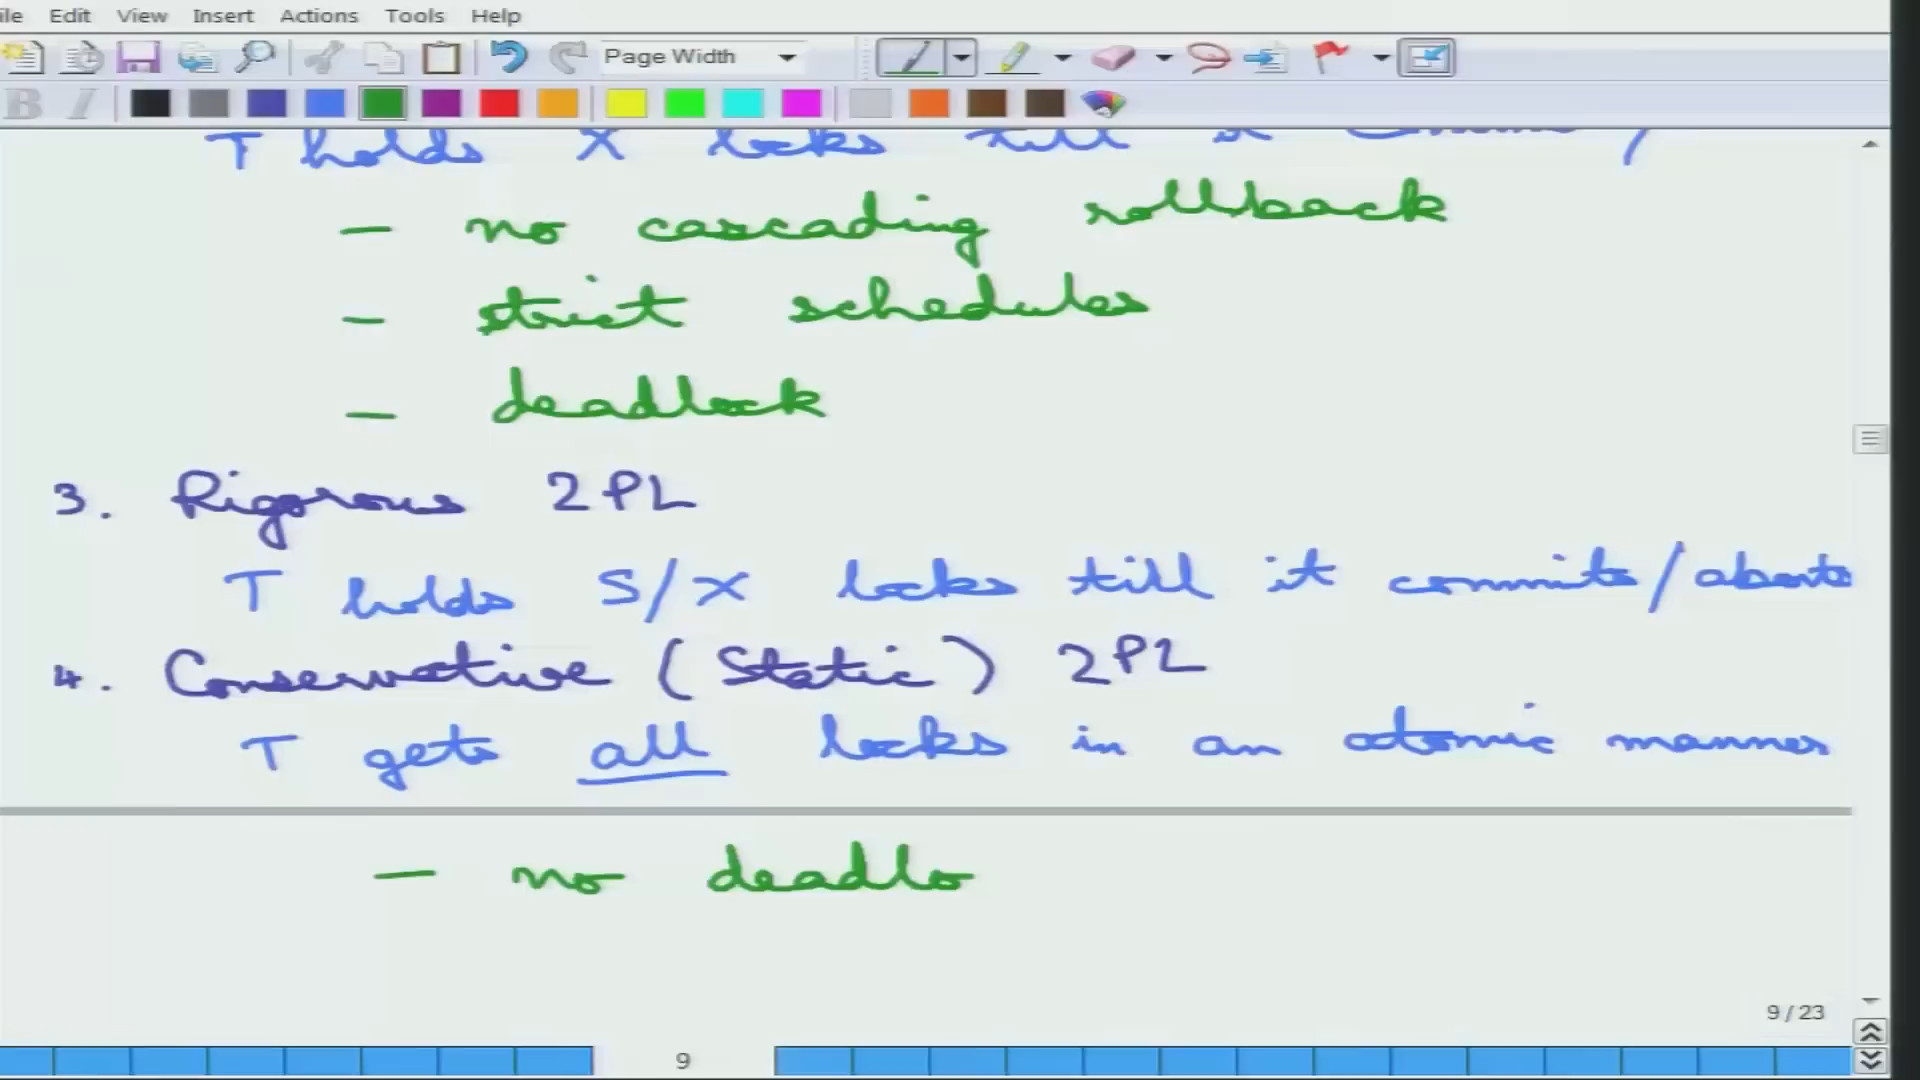 ile Edit View Insert Actions Tools Help
Page Width
B I
T holds X locks till it
- no cascading rollback
- strict schedules
- deadlock
3. Rigorous 2PL
T holds S/X locks till it commits/aborts
4. Conservative (Static) 2PL
T gets all locks in an atomic manner
- no deadlo
9 / 23
9